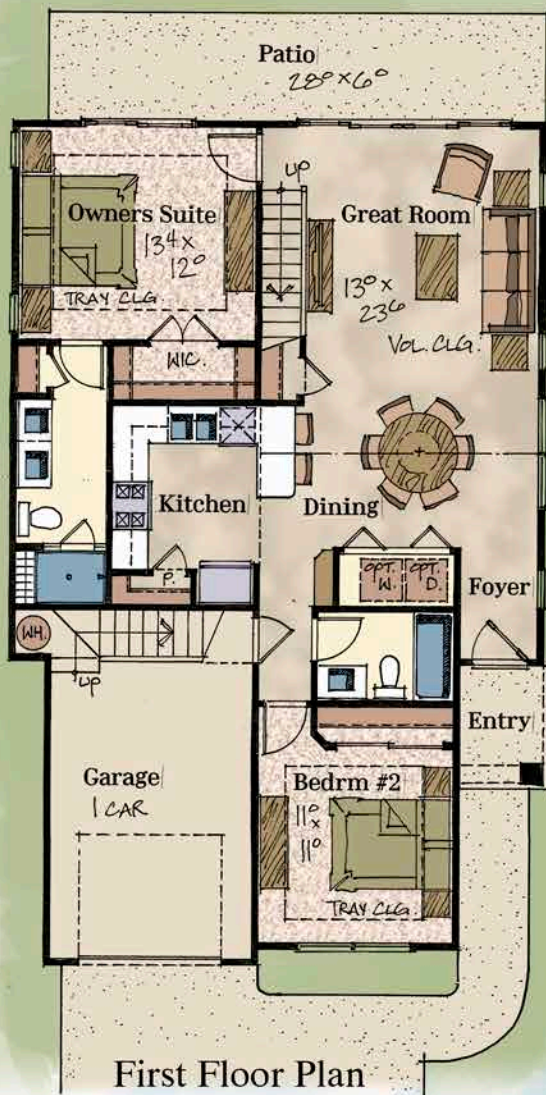 Patio
28⁰ x 6⁰
UP
Owners Suite
13⁴ x
12⁰
TRAY CLG
Great Room
13⁰ x
23⁶
VOL. CLG.
WIC.
Kitchen
Dining
P.
OPT. W.
OPT. D.
Foyer
WH.
UP
Entry
Garage
1 CAR
Bedrm #2
11⁰
x
11⁰
TRAY CLG.
First Floor Plan